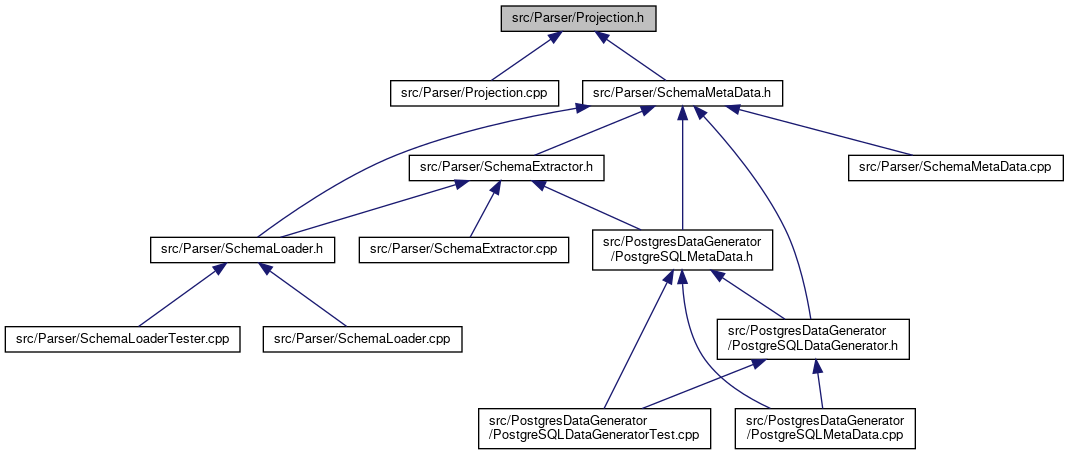 src/Parser/Projection.h
src/Parser/Projection.cpp
src/Parser/SchemaMetaData.h
src/Parser/SchemaExtractor.h
src/Parser/SchemaMetaData.cpp
src/Parser/SchemaLoader.h
src/Parser/SchemaExtractor.cpp
src/PostgresDataGenerator
/PostgreSQLMetaData.h
src/Parser/SchemaLoaderTester.cpp
src/Parser/SchemaLoader.cpp
src/PostgresDataGenerator
/PostgreSQLDataGenerator.h
src/PostgresDataGenerator
/PostgreSQLDataGeneratorTest.cpp
src/PostgresDataGenerator
/PostgreSQLMetaData.cpp